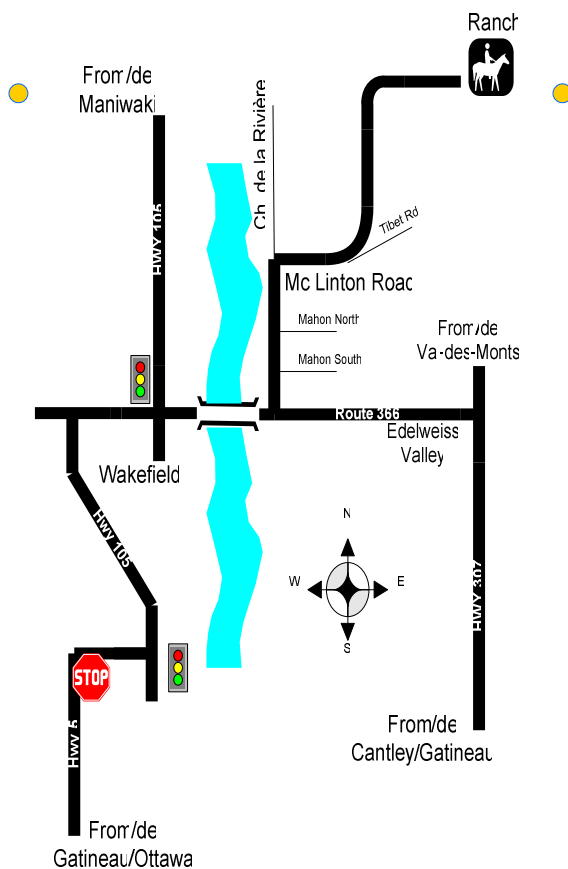 Ranch
From/de
Maniwaki
Ch. de la Rivière
HWY 105
Tibet Rd
Mc Linton Road
Mahon North
Mahon South
From/de
Va-des-Monts
Route 366
Edelweiss
Valley
Wakefield
Hwy 105
N
W
E
S
HWY 307
STOP
Hwy 5
From/de
Cantley/Gatineau
From/de
Gatineau/Ottawa